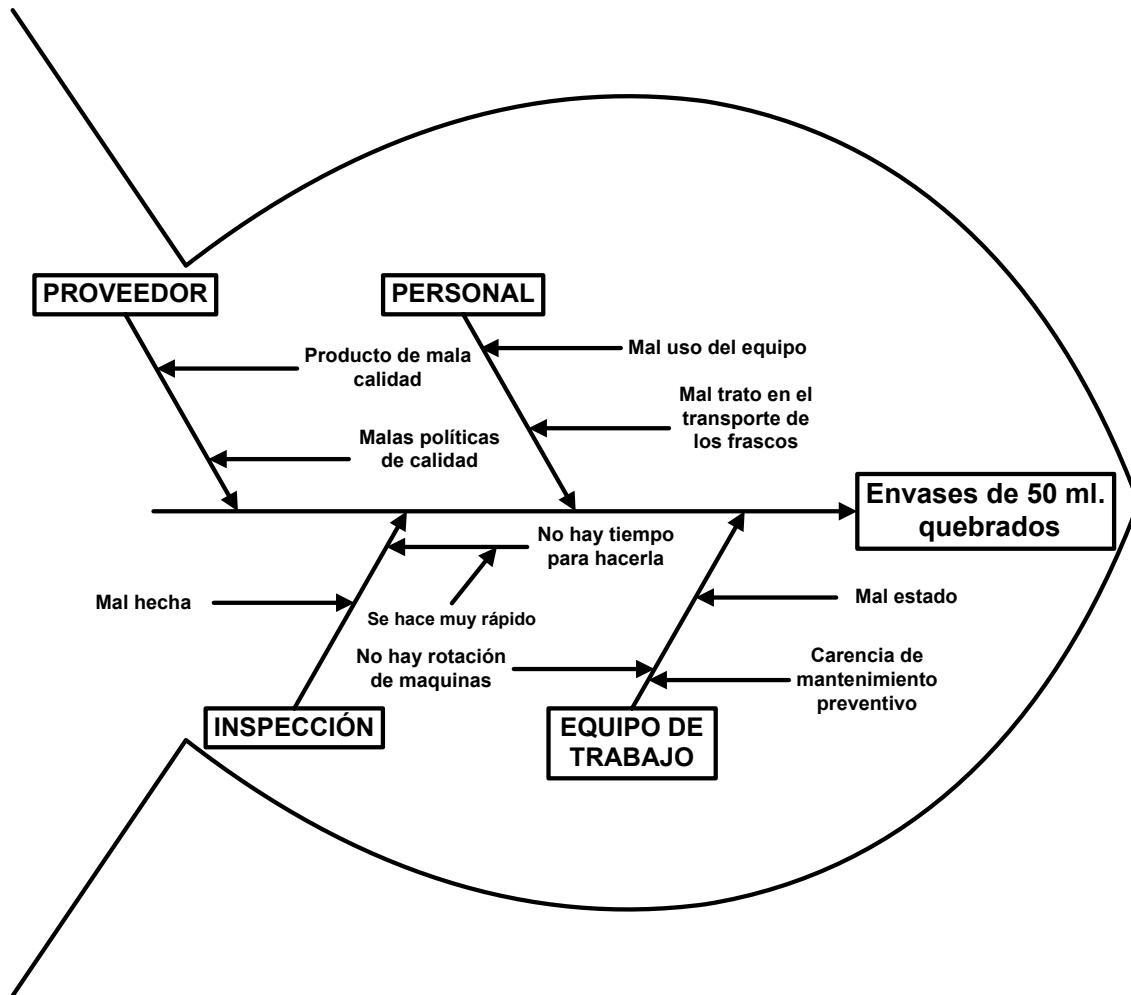 PROVEEDOR
PERSONAL
Producto de mala
calidad
Mal uso del equipo
Malas políticas
de calidad
Mal trato en el
transporte de
los frascos
Envases de 50 ml.
quebrados
No hay tiempo
para hacerla
Mal hecha
Se hace muy rápido
Mal estado
No hay rotación
de maquinas
Carencia de
mantenimiento
preventivo
INSPECCIÓN
EQUIPO DE
TRABAJO